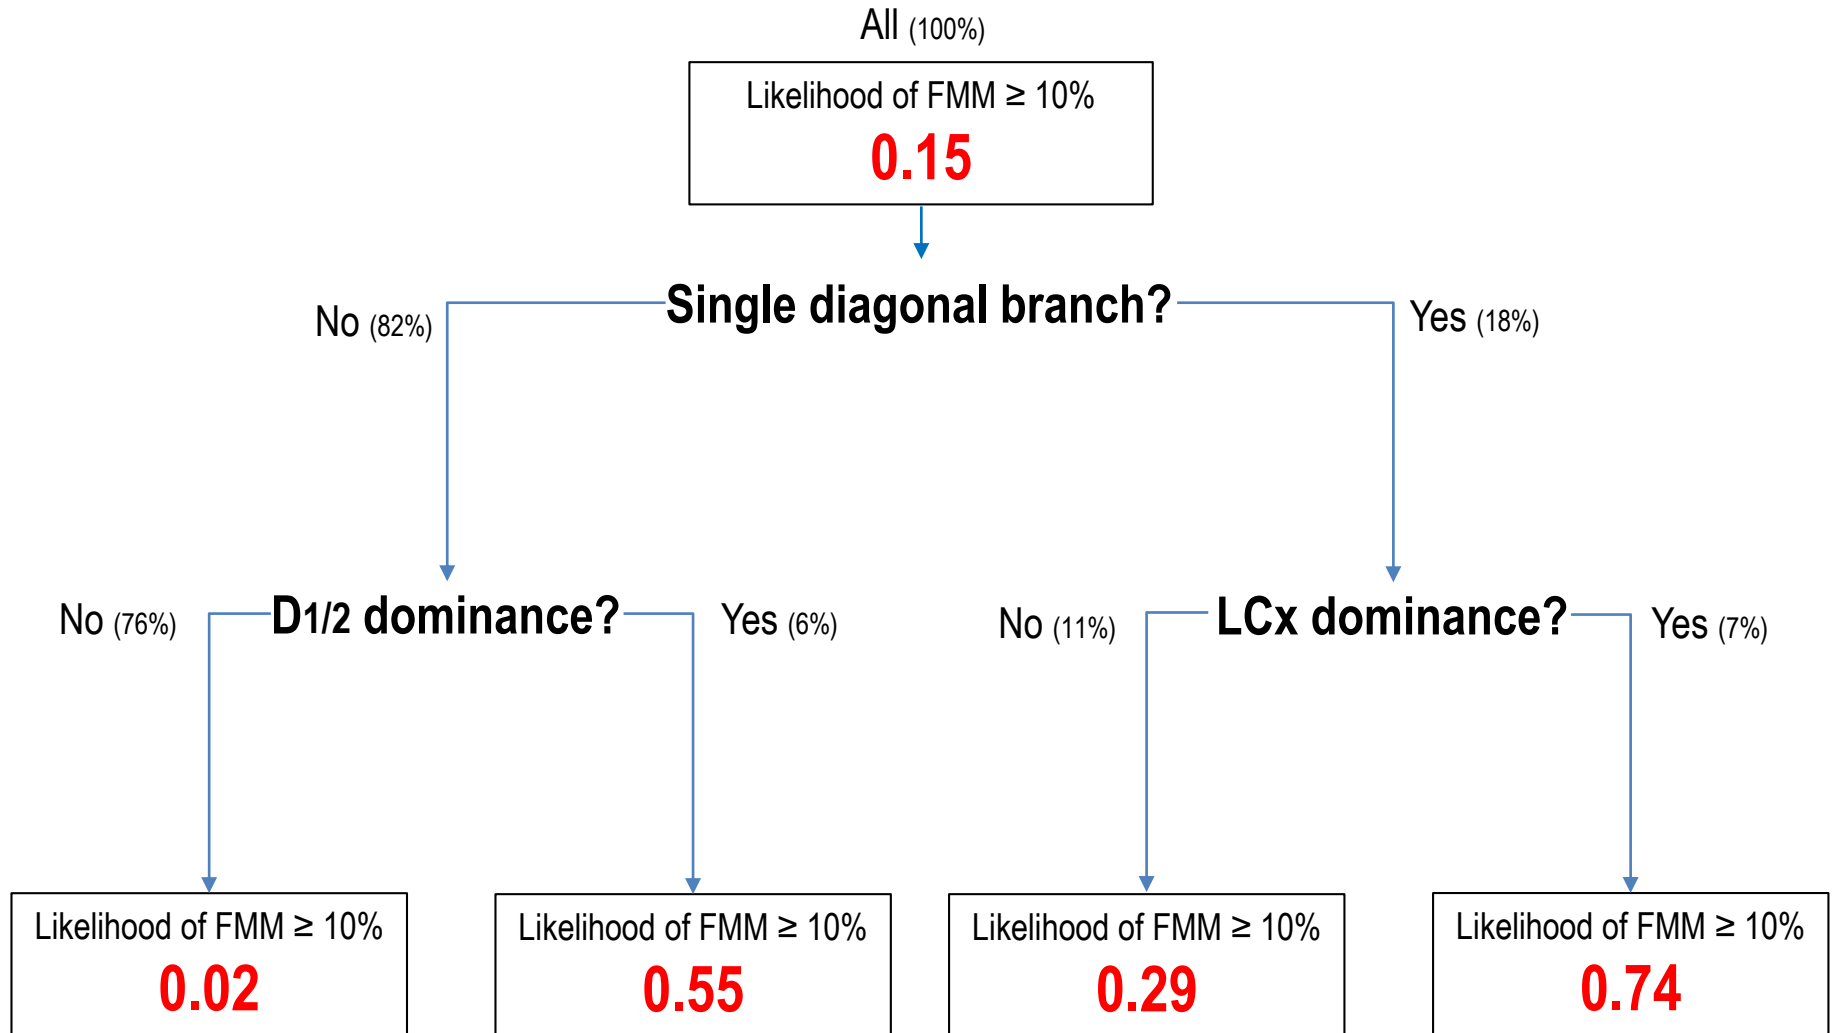 All (100%)
Likelihood of FMM ≥ 10%
0.15
Single diagonal branch?
No (82%)
Yes (18%)
D1/2 dominance?
LCx dominance?
No (76%)
Yes (6%)
No (11%)
Yes (7%)
Likelihood of FMM ≥ 10%
0.02
Likelihood of FMM ≥ 10%
0.55
Likelihood of FMM ≥ 10%
0.29
Likelihood of FMM ≥ 10%
0.74